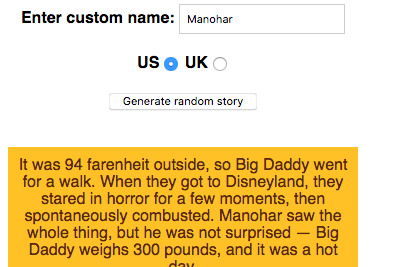 Enter custom name: Manohar
US UK
Generate random story
It was 94 farenheit outside, so Big Daddy went
for a walk. When they got to Disneyland, they
stared in horror for a few moments, then
spontaneously combusted. Manohar saw the
whole thing, but he was not surprised — Big
Daddy weighs 300 pounds, and it was a hot
day.